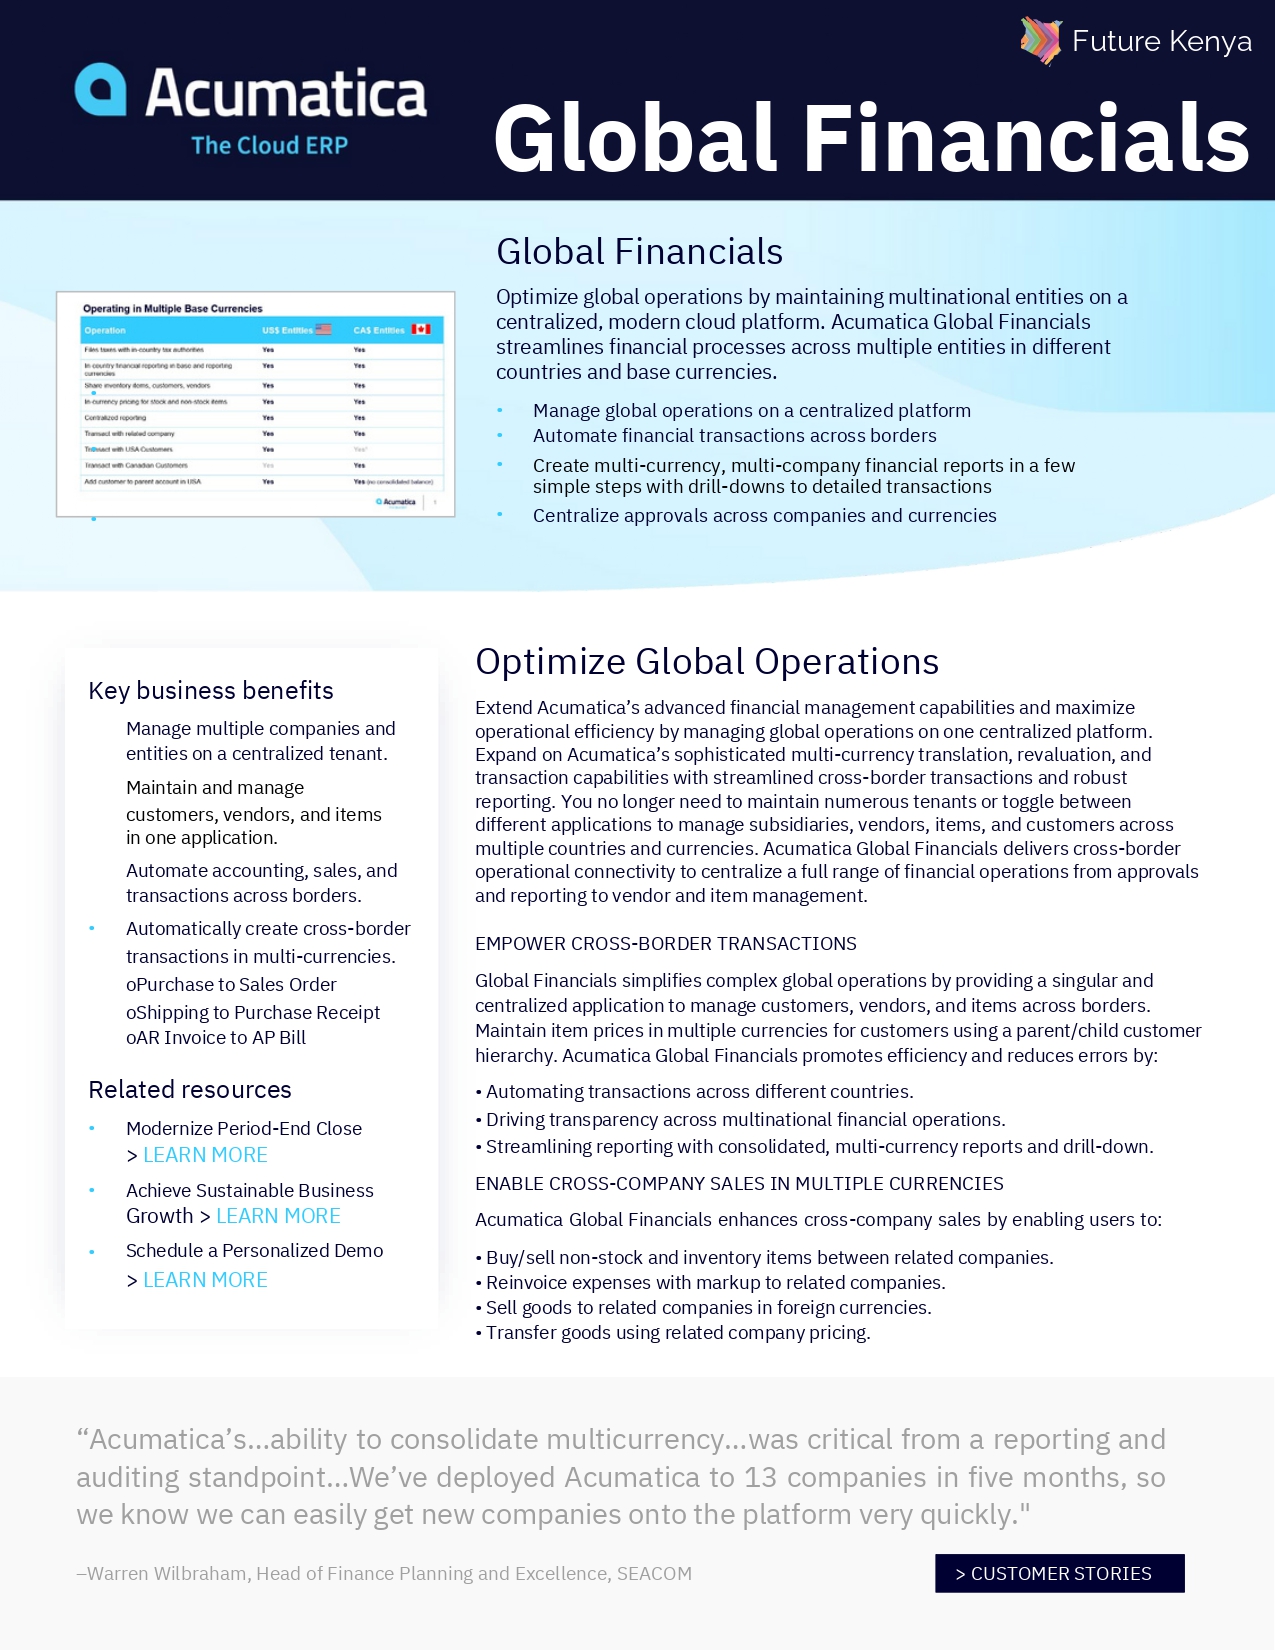 Future Kenya
Acumatica
The Cloud ERP
Global Financials
Global Financials
Optimize global operations by maintaining multinational entities on a
centralized, modern cloud platform. Acumatica Global Financials
streamlines financial processes across multiple entities in different
countries and base currencies.
• Manage global operations on a centralized platform
• Automate financial transactions across borders
• Create multi-currency, multi-company financial reports in a few
simple steps with drill-downs to detailed transactions
• Centralize approvals across companies and currencies
Operating in Multiple Base Currencies
Operation US$ Entities CA$ Entities
Files taxes with in-country tax authorities Yes Yes
In country financial reporting in base and reporting
currencies Yes Yes
Share inventory items, customers, vendors Yes Yes
In-currency pricing for stock and non-stock items Yes Yes
Centralized reporting Yes Yes
Transact with related company Yes Yes
Transact with USA Customers Yes Yes*
Transact with Canadian Customers Yes Yes
Add customer to parent account in USA Yes Yes (no consolidated balance)
Acumatica
Key business benefits
Manage multiple companies and
entities on a centralized tenant.
Maintain and manage
customers, vendors, and items
in one application.
Automate accounting, sales, and
transactions across borders.
• Automatically create cross-border
transactions in multi-currencies.
oPurchase to Sales Order
oShipping to Purchase Receipt
oAR Invoice to AP Bill
Related resources
• Modernize Period-End Close
> LEARN MORE
• Achieve Sustainable Business
Growth > LEARN MORE
• Schedule a Personalized Demo
> LEARN MORE
Optimize Global Operations
Extend Acumatica’s advanced financial management capabilities and maximize
operational efficiency by managing global operations on one centralized platform.
Expand on Acumatica’s sophisticated multi-currency translation, revaluation, and
transaction capabilities with streamlined cross-border transactions and robust
reporting. You no longer need to maintain numerous tenants or toggle between
different applications to manage subsidiaries, vendors, items, and customers across
multiple countries and currencies. Acumatica Global Financials delivers cross-border
operational connectivity to centralize a full range of financial operations from approvals
and reporting to vendor and item management.
EMPOWER CROSS-BORDER TRANSACTIONS
Global Financials simplifies complex global operations by providing a singular and
centralized application to manage customers, vendors, and items across borders.
Maintain item prices in multiple currencies for customers using a parent/child customer
hierarchy. Acumatica Global Financials promotes efficiency and reduces errors by:
• Automating transactions across different countries.
• Driving transparency across multinational financial operations.
• Streamlining reporting with consolidated, multi-currency reports and drill-down.
ENABLE CROSS-COMPANY SALES IN MULTIPLE CURRENCIES
Acumatica Global Financials enhances cross-company sales by enabling users to:
• Buy/sell non-stock and inventory items between related companies.
• Reinvoice expenses with markup to related companies.
• Sell goods to related companies in foreign currencies.
• Transfer goods using related company pricing.
“Acumatica’s…ability to consolidate multicurrency…was critical from a reporting and
auditing standpoint…We’ve deployed Acumatica to 13 companies in five months, so
we know we can easily get new companies onto the platform very quickly."
–Warren Wilbraham, Head of Finance Planning and Excellence, SEACOM
> CUSTOMER STORIES